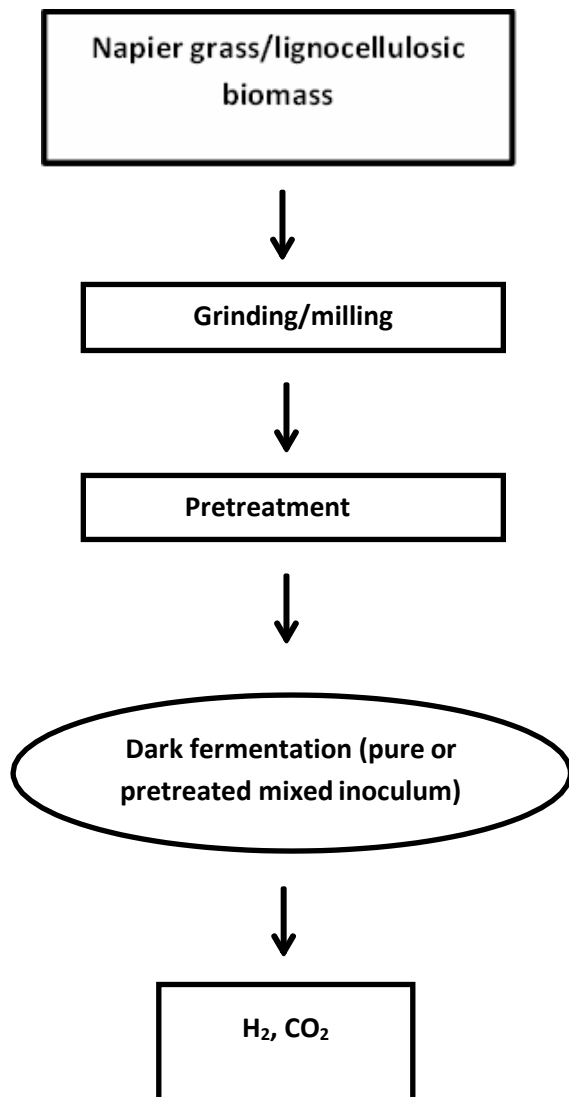 Napier grass/lignocellulosic
biomass
Grinding/milling
Pretreatment
Dark fermentation (pure or
pretreated mixed inoculum)
H₂, CO₂